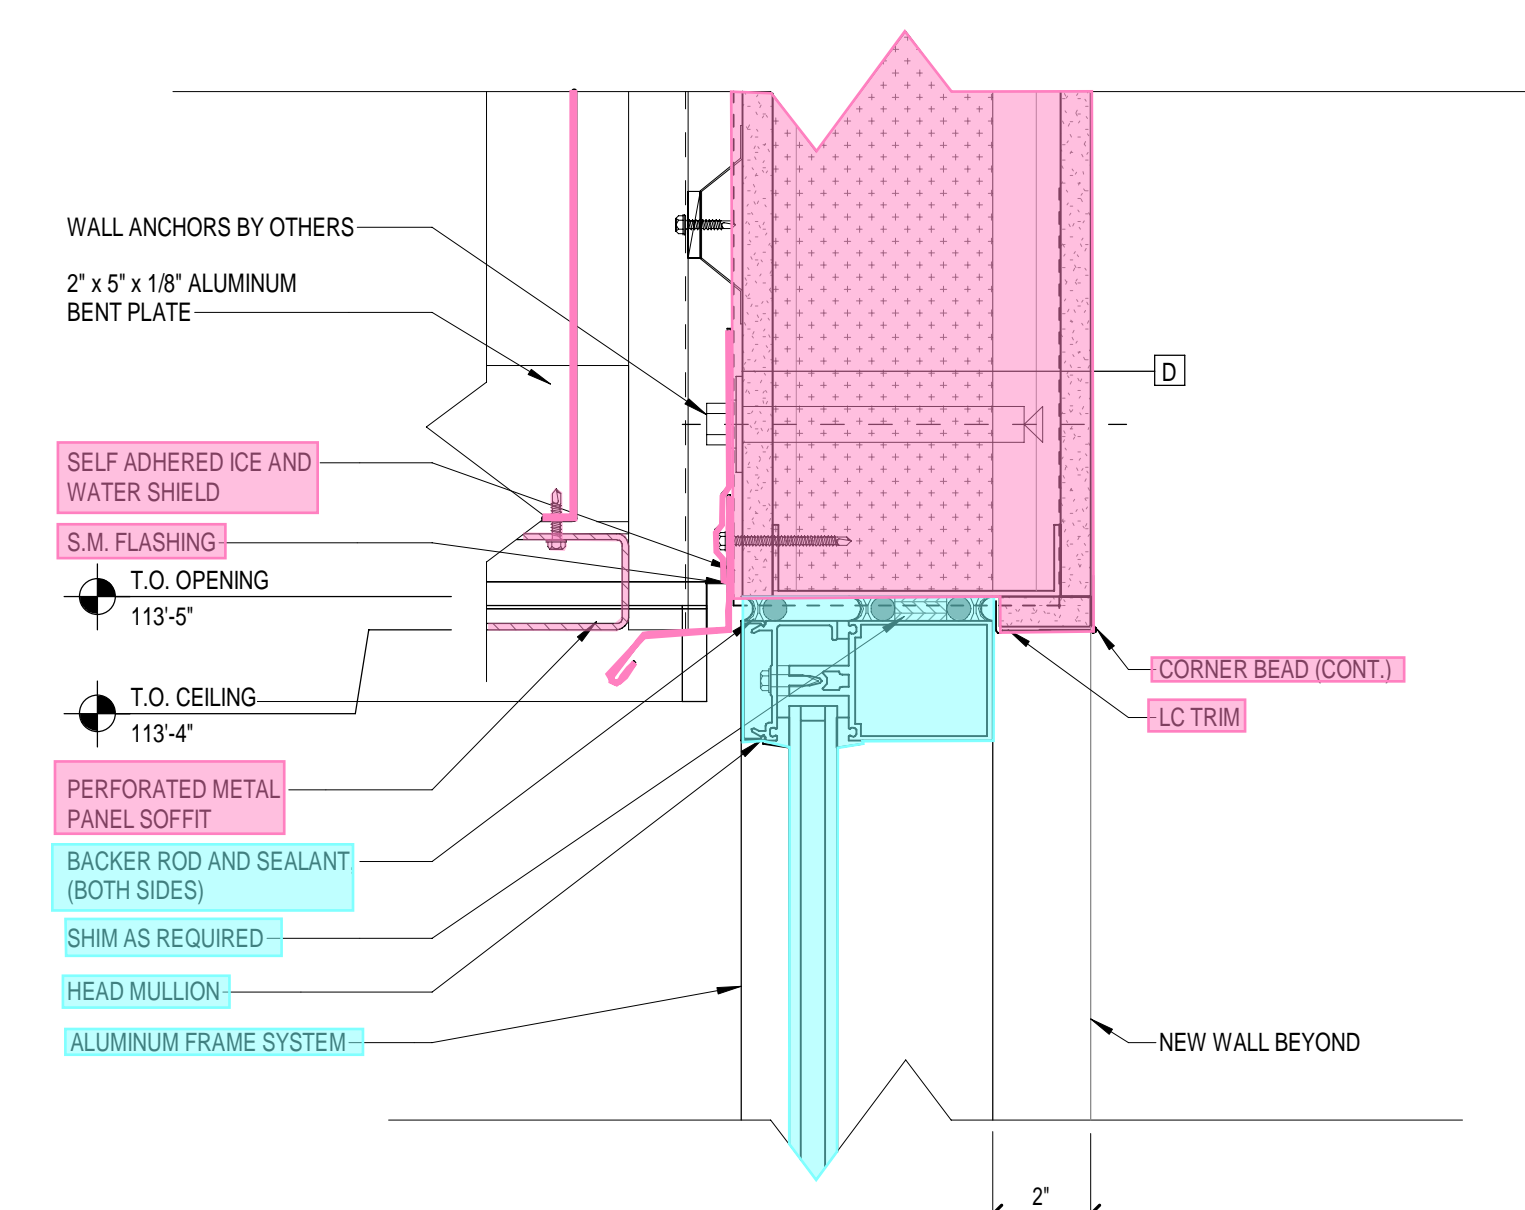 WALL ANCHORS BY OTHERS
2" x 5" x 1/8" ALUMINUM
BENT PLATE
D
SELF ADHERED ICE AND
WATER SHIELD
S.M. FLASHING
T.O. OPENING
113'-5"
CORNER BEAD (CONT.)
T.O. CEILING
113'-4"
LC TRIM
PERFORATED METAL
PANEL SOFFIT
BACKER ROD AND SEALANT,
(BOTH SIDES)
SHIM AS REQUIRED
HEAD MULLION
ALUMINUM FRAME SYSTEM
NEW WALL BEYOND
2"